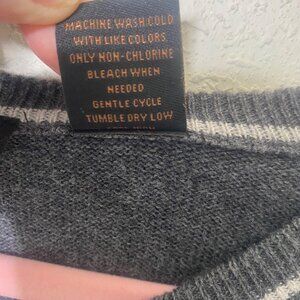 MACHINE WASH COLD
WITH LIKE COLORS
ONLY NON-CHLORINE
BLEACH WHEN
NEEDED
GENTLE CYCLE
TUMBLE DRY LOW